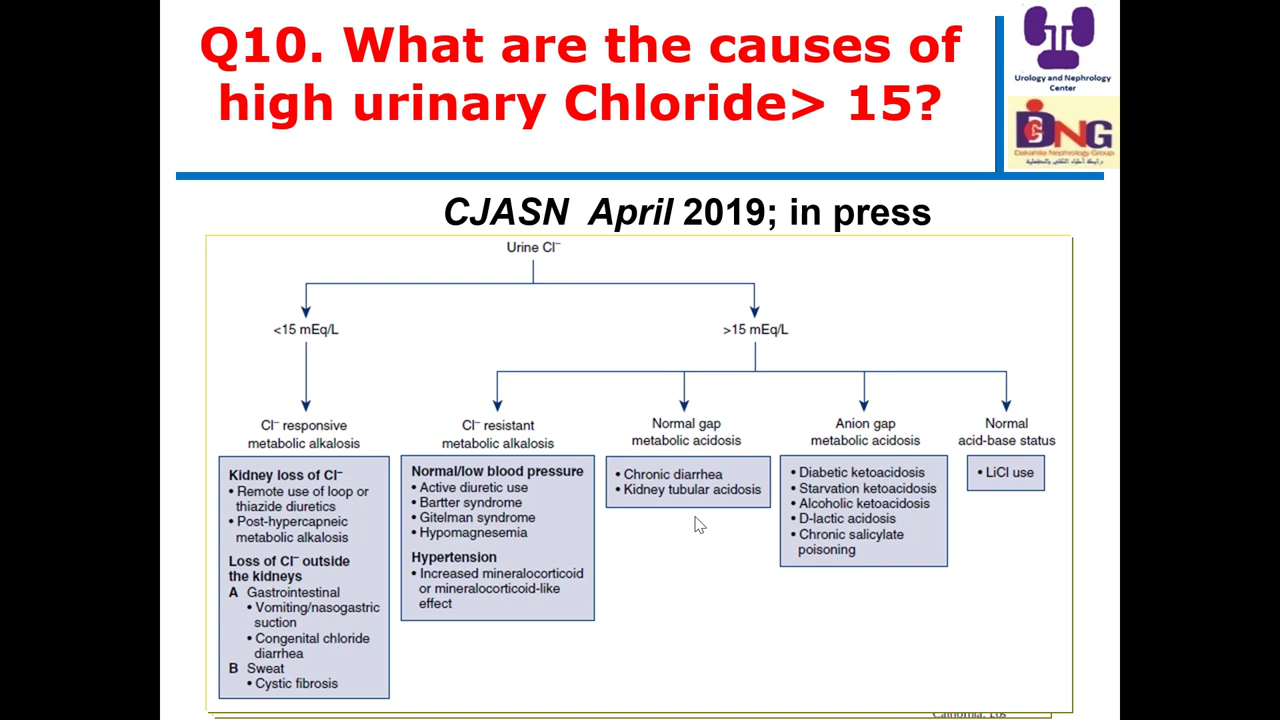 Q10. What are the causes of
high urinary Chloride> 15?
Urology and Nephrology
Center
DCNG
Dakahlia Nephrology Group
CJASN April 2019; in press
Urine Cl⁻
<15 mEq/L
>15 mEq/L
Cl⁻ responsive
metabolic alkalosis
Kidney loss of Cl⁻
• Remote use of loop or
thiazide diuretics
• Post-hypercapneic
metabolic alkalosis
Loss of Cl⁻ outside
the kidneys
A Gastrointestinal
• Vomiting/nasogastric
suction
• Congenital chloride
diarrhea
B Sweat
• Cystic fibrosis
Cl⁻ resistant
metabolic alkalosis
Normal/low blood pressure
• Active diuretic use
• Bartter syndrome
• Gitelman syndrome
• Hypomagnesemia
Hypertension
• Increased mineralocorticoid
or mineralocorticoid-like
effect
Normal gap
metabolic acidosis
• Chronic diarrhea
• Kidney tubular acidosis
Anion gap
metabolic acidosis
• Diabetic ketoacidosis
• Starvation ketoacidosis
• Alcoholic ketoacidosis
• D-lactic acidosis
• Chronic salicylate
poisoning
Normal
acid-base status
• LiCl use
California, Los